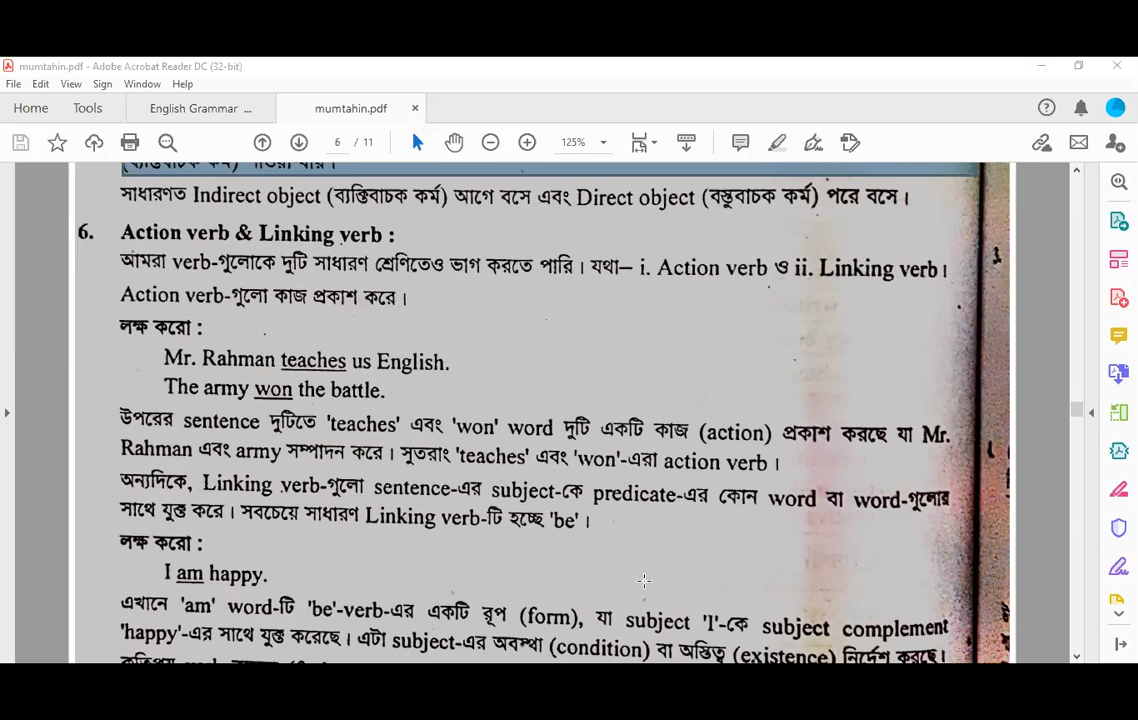 mumtahin.pdf - Adobe Acrobat Reader DC (32-bit)
File Edit View Sign Window Help
Home Tools English Grammar ... mumtahin.pdf ×
6 / 11 125%
সাধারণত Indirect object (ব্যক্তিবাচক কর্ম) আগে বসে এবং Direct object (বস্তুবাচক কর্ম) পরে বসে।
6. Action verb & Linking verb :
আমরা verb-গুলোকে দুটি সাধারণ শ্রেণিতেও ভাগ করতে পারি। যথা– i. Action verb ও ii. Linking verb।
Action verb-গুলো কাজ প্রকাশ করে।
লক্ষ করো :
Mr. Rahman teaches us English.
The army won the battle.
উপরের sentence দুটিতে 'teaches' এবং 'won' word দুটি একটি কাজ (action) প্রকাশ করছে যা Mr.
Rahman এবং army সম্পাদন করে। সুতরাং 'teaches' এবং 'won'-এরা action verb।
অন্যদিকে, Linking verb-গুলো sentence-এর subject-কে predicate-এর কোন word বা word-গুলোর
সাথে যুক্ত করে। সবচেয়ে সাধারণ Linking verb-টি হচ্ছে 'be'।
লক্ষ করো :
I am happy.
এখানে 'am' word-টি 'be'-verb-এর একটি রূপ (form), যা subject 'I'-কে subject complement
'happy'-এর সাথে যুক্ত করেছে। এটা subject-এর অবস্থা (condition) বা অস্তিত্ব (existence) নির্দেশ করছে।